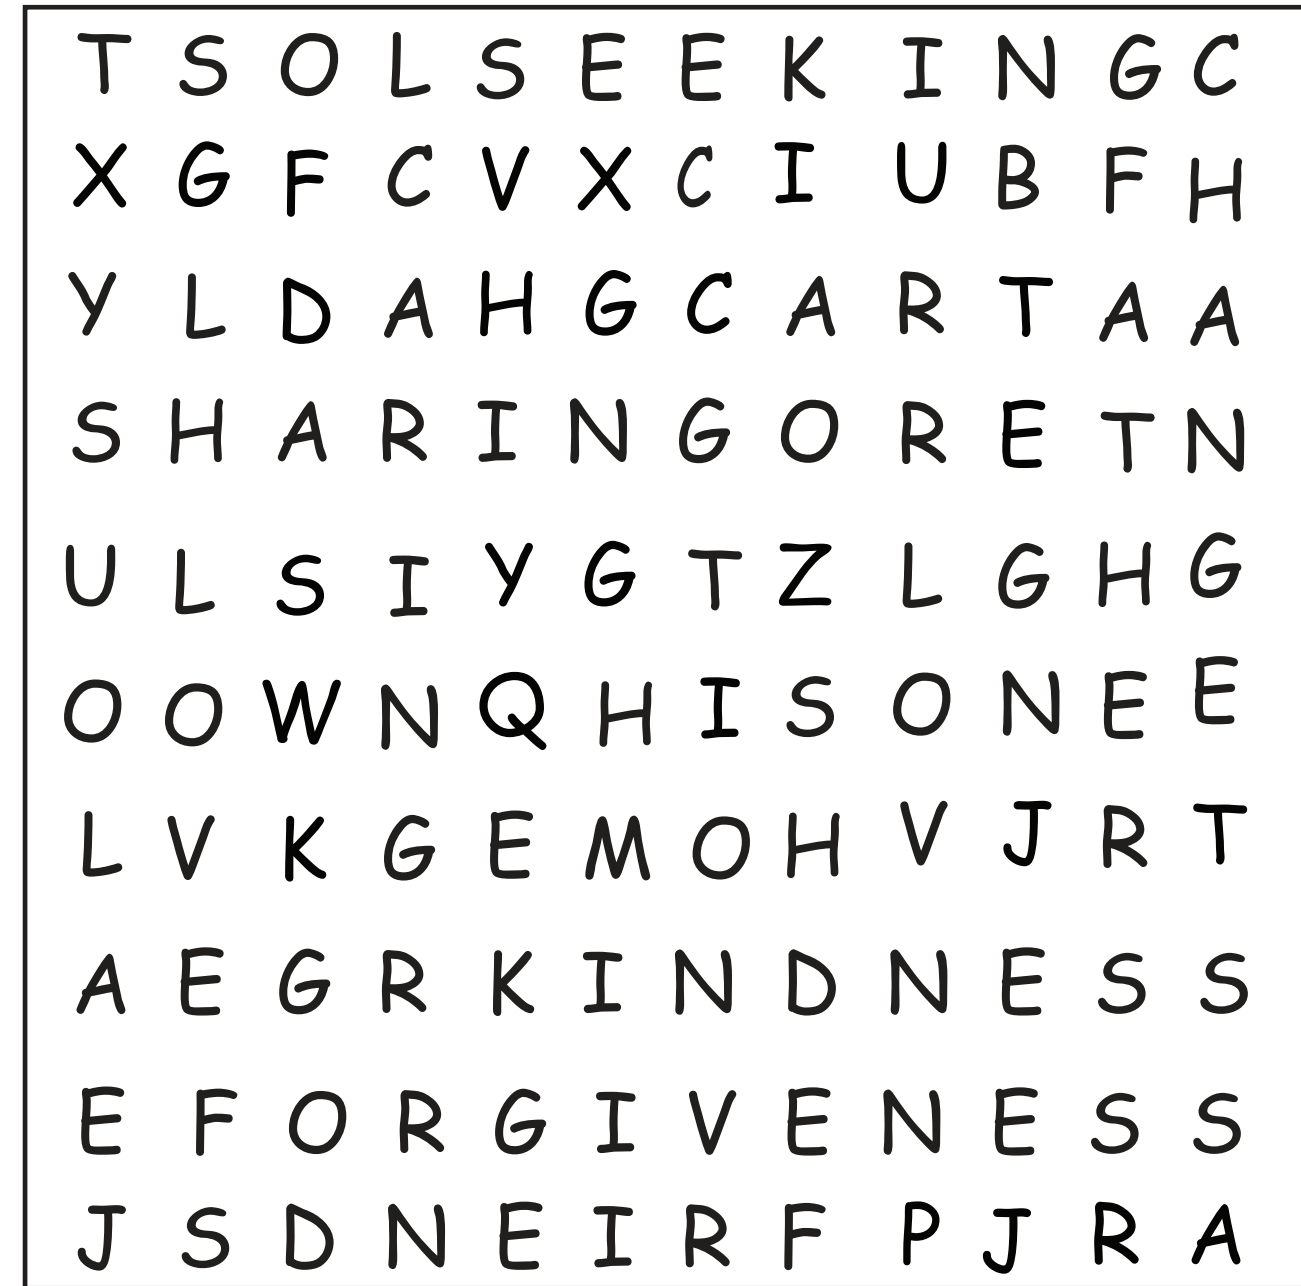 T S O L S E E K I N G C
X G F C V X C I U B F H
Y L D A H G C A R T A A
S H A R I N G O R E T N
U L S I Y G T Z L G H G
O O W N Q H I S O N E E
L V K G E M O H V J R T
A E G R K I N D N E S S
E F O R G I V E N E S S
J S D N E I R F P J R A